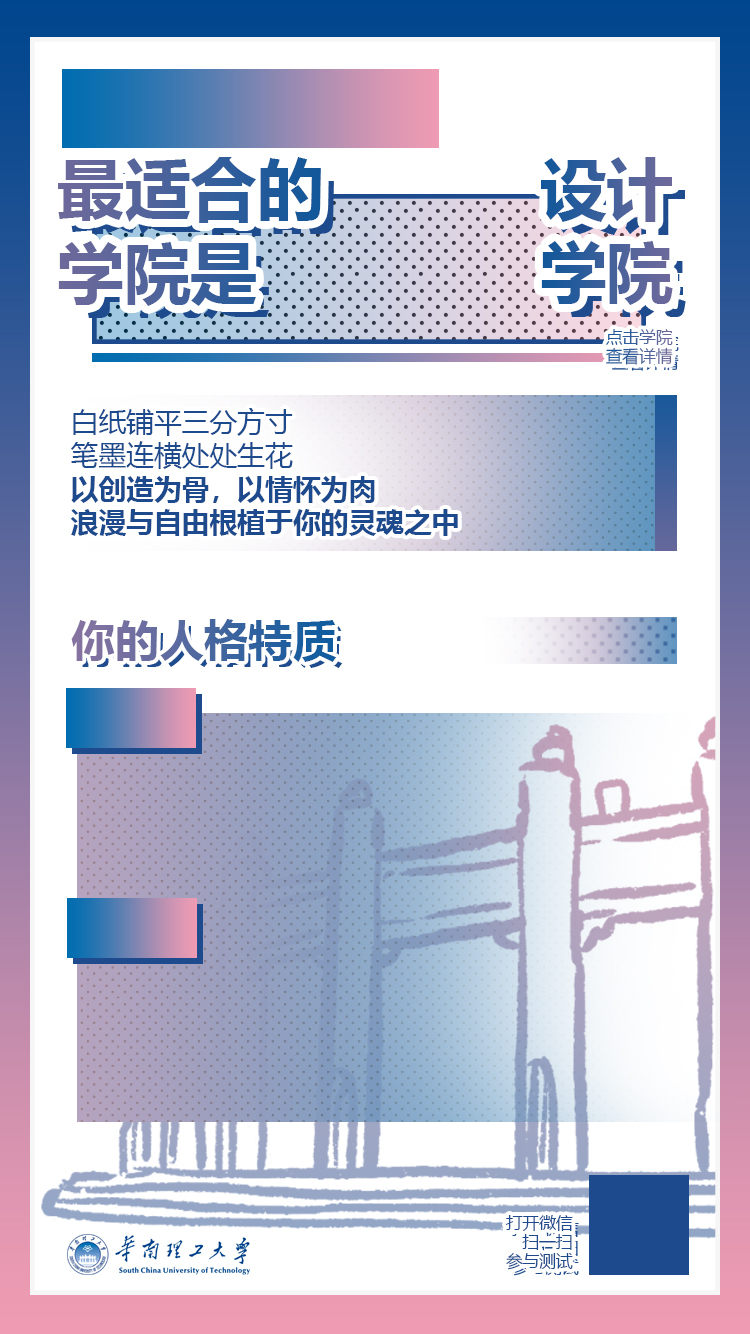 最适合的
学院是
设计
学院
点击学院
查看详情
白纸铺平三分方寸
笔墨连横处处生花
以创造为骨，以情怀为肉
浪漫与自由根植于你的灵魂之中
你的人格特质
华南理工大学
South China University of Technology
打开微信
扫一扫
参与测试